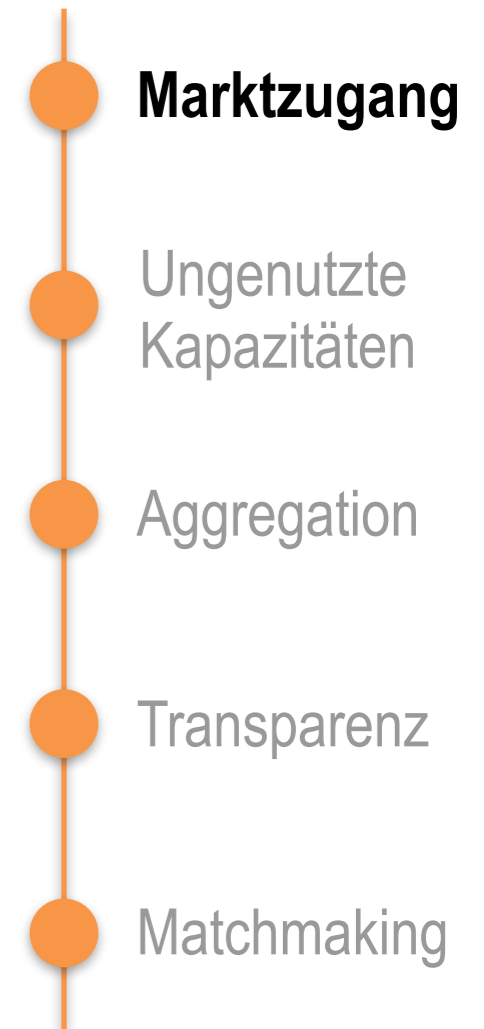 Marktzugang
Ungenutzte
Kapazitäten
Aggregation
Transparenz
Matchmaking